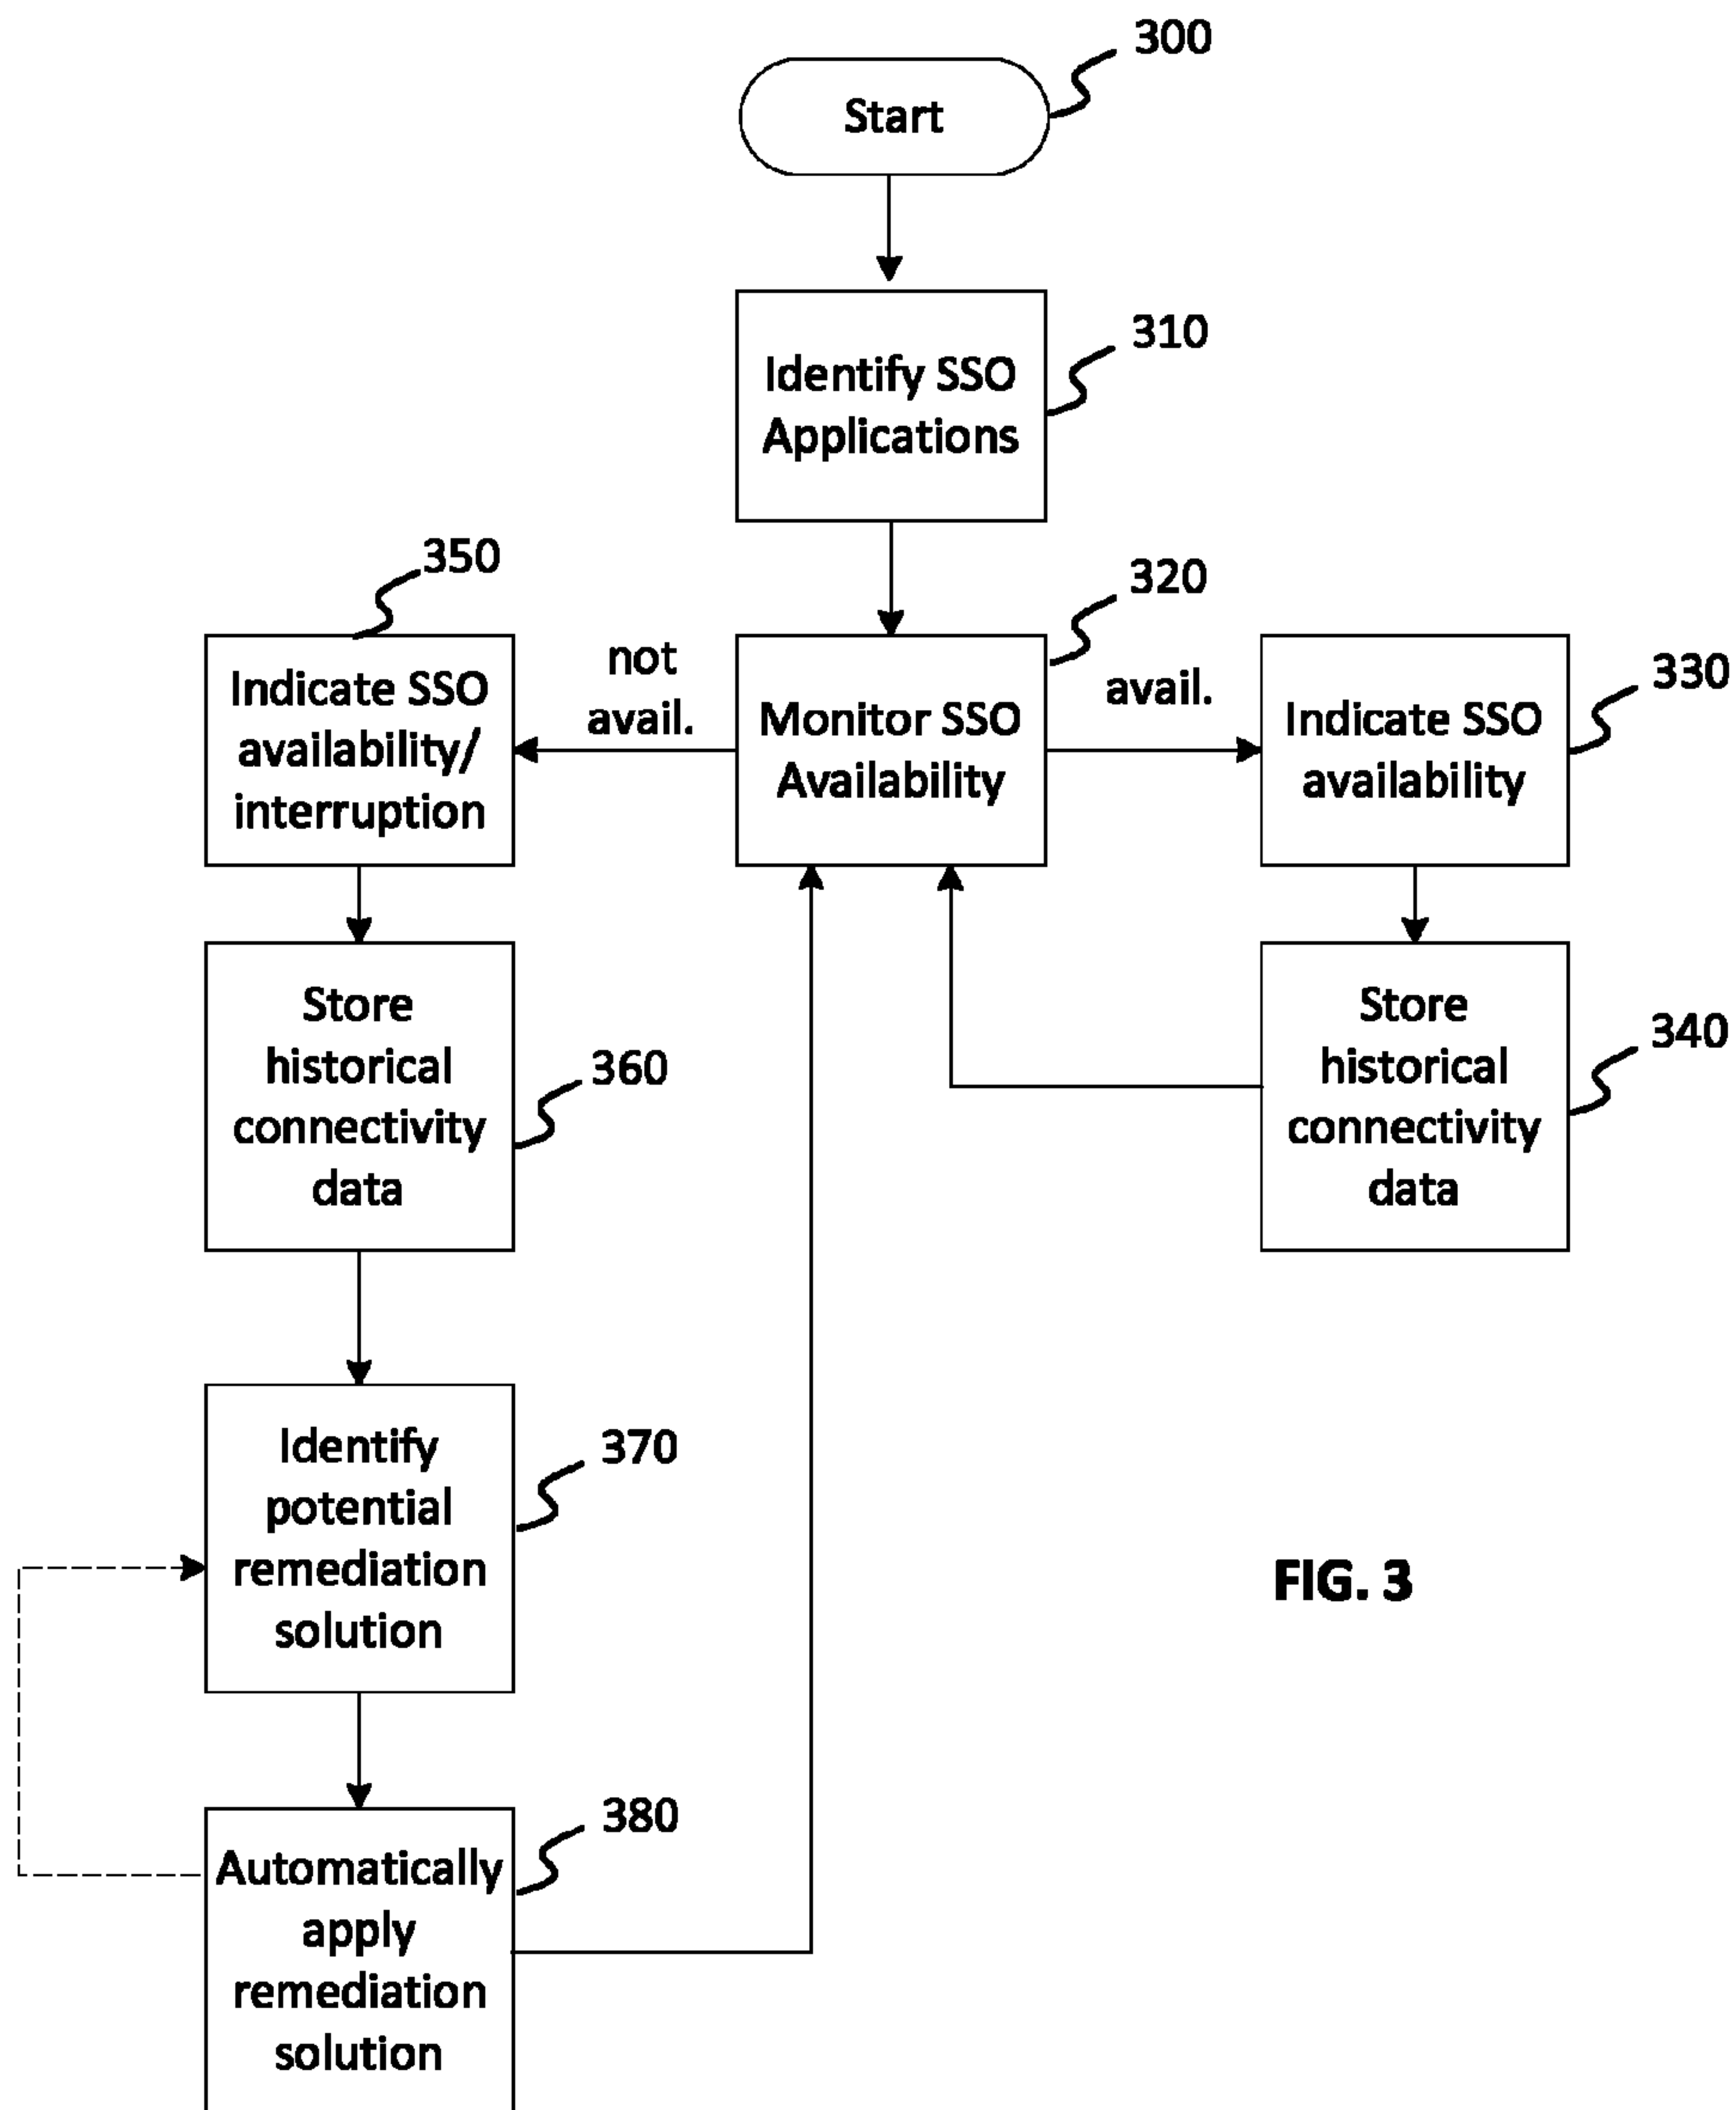 300
Start
310
Identify SSO
Applications
350
320
not
avail.
avail.
330
Indicate SSO
availability/
interruption
Monitor SSO
Availability
Indicate SSO
availability
Store
historical
connectivity
data
360
Store
historical
connectivity
data
340
Identify
potential
remediation
solution
370
FIG. 3
380
Automatically
apply
remediation
solution